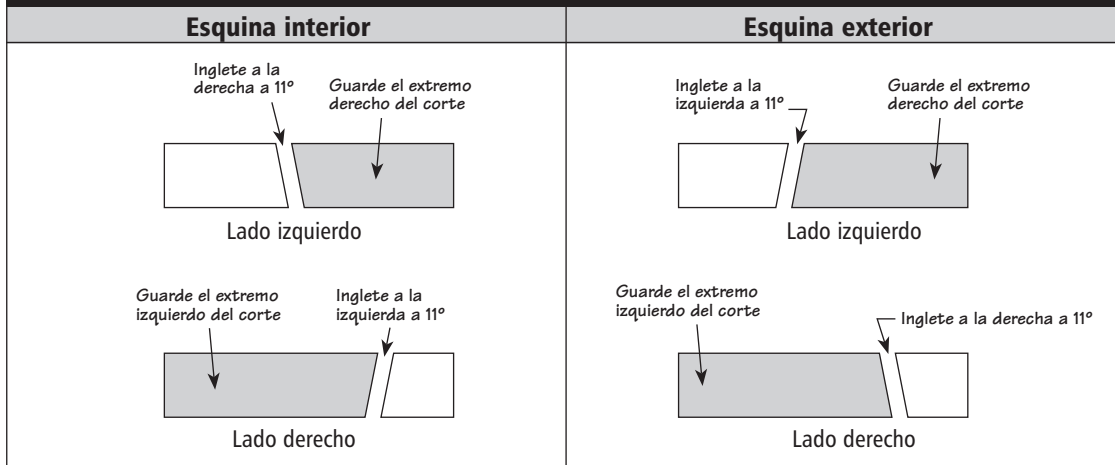 Esquina interior
Esquina exterior
Inglete a la
derecha a 11º
Guarde el extremo
derecho del corte
Lado izquierdo
Guarde el extremo
izquierdo del corte
Inglete a la
izquierda a 11º
Lado derecho
Inglete a la
izquierda a 11º
Guarde el extremo
derecho del corte
Lado izquierdo
Guarde el extremo
izquierdo del corte
Inglete a la derecha a 11º
Lado derecho